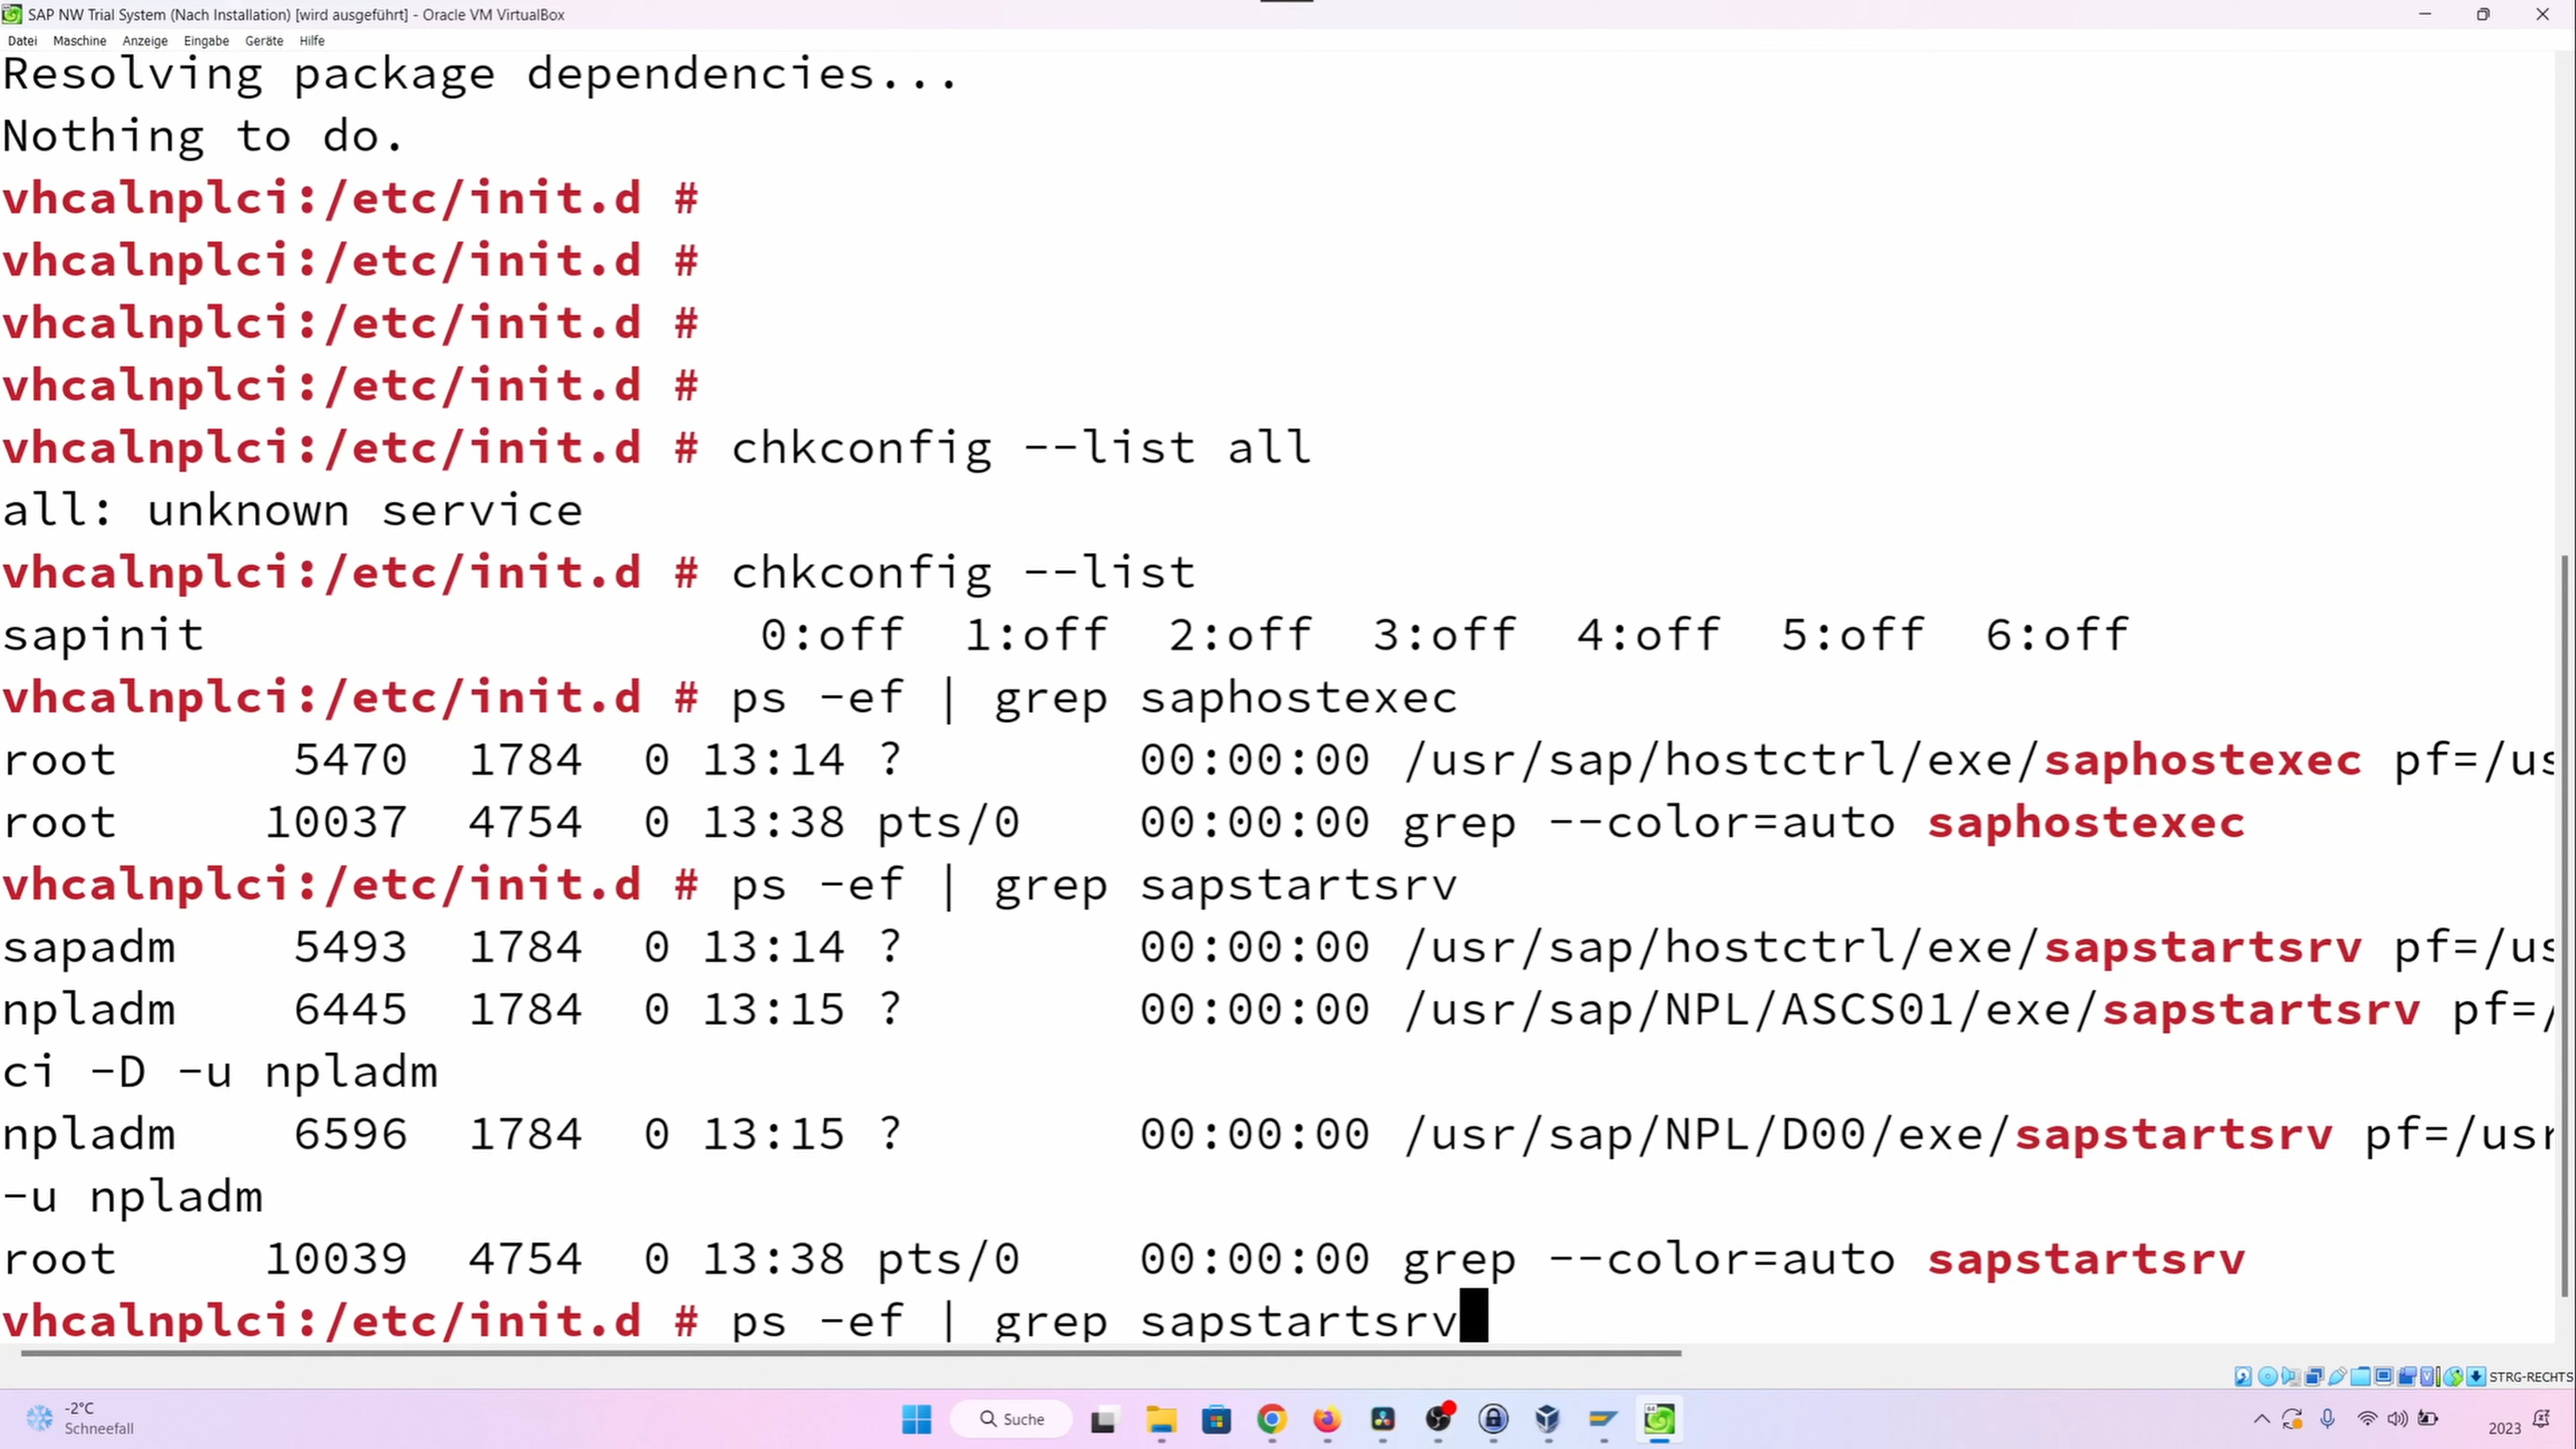 SAP NW Trial System (Nach Installation) [wird ausgeführt] - Oracle VM VirtualBox
Datei Maschine Anzeige Eingabe Geräte Hilfe
Resolving package dependencies...
Nothing to do.
vhcalnplci:/etc/init.d #
vhcalnplci:/etc/init.d #
vhcalnplci:/etc/init.d #
vhcalnplci:/etc/init.d #
vhcalnplci:/etc/init.d # chkconfig --list all
all: unknown service
vhcalnplci:/etc/init.d # chkconfig --list
sapinit 0:off 1:off 2:off 3:off 4:off 5:off 6:off
vhcalnplci:/etc/init.d # ps -ef | grep saphostexec
root 5470 1784 0 13:14 ? 00:00:00 /usr/sap/hostctrl/exe/saphostexec pf=/us
root 10037 4754 0 13:38 pts/0 00:00:00 grep --color=auto saphostexec
vhcalnplci:/etc/init.d # ps -ef | grep sapstartsrv
sapadm 5493 1784 0 13:14 ? 00:00:00 /usr/sap/hostctrl/exe/sapstartsrv pf=/us
npladm 6445 1784 0 13:15 ? 00:00:00 /usr/sap/NPL/ASCS01/exe/sapstartsrv pf=/
ci -D -u npladm
npladm 6596 1784 0 13:15 ? 00:00:00 /usr/sap/NPL/D00/exe/sapstartsrv pf=/usr
-u npladm
root 10039 4754 0 13:38 pts/0 00:00:00 grep --color=auto sapstartsrv
vhcalnplci:/etc/init.d # ps -ef | grep sapstartsrv
STRG-RECHTS
-2°C
Schneefall
Suche
2023